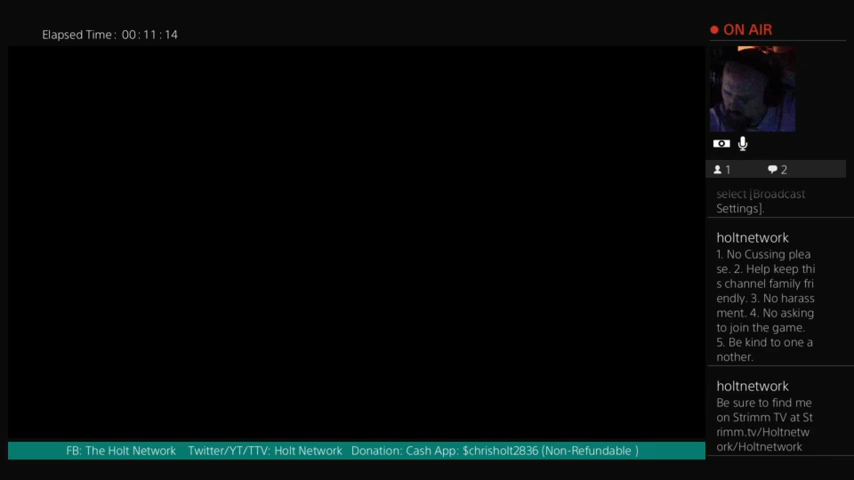 Elapsed Time: 00:11:14
ON AIR
1
2
select [Broadcast
Settings].
holtnetwork
1. No Cussing plea
se. 2. Help keep thi
s channel family fri
endly. 3. No harass
ment. 4. No asking
to join the game.
5. Be kind to one a
nother.
holtnetwork
Be sure to find me
on Strimm TV at St
rimm.tv/Holtnetw
ork/Holtnetwork
FB: The Holt Network Twitter/YT/TTV: Holt Network Donation: Cash App: $chrisholt2836 (Non-Refundable )